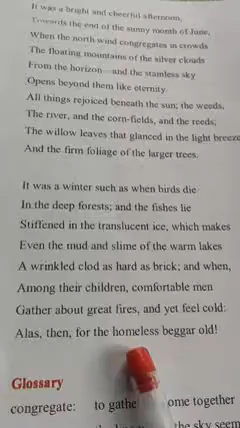 It was a bright and cheerful afternoon,
Towards the end of the sunny month of June,
When the north wind congregates in crowds
The floating mountains of the silver clouds
From the horizon—and the stainless sky
Opens beyond them like eternity.
All things rejoiced beneath the sun; the weeds,
The river, and the corn-fields, and the reeds;
The willow leaves that glanced in the light breeze
And the firm foliage of the larger trees.
It was a winter such as when birds die
In the deep forests; and the fishes lie
Stiffened in the translucent ice, which makes
Even the mud and slime of the warm lakes
A wrinkled clod as hard as brick; and when,
Among their children, comfortable men
Gather about great fires, and yet feel cold:
Alas, then, for the homeless beggar old!
Glossary
congregate: to gathe ome together
the sky seem